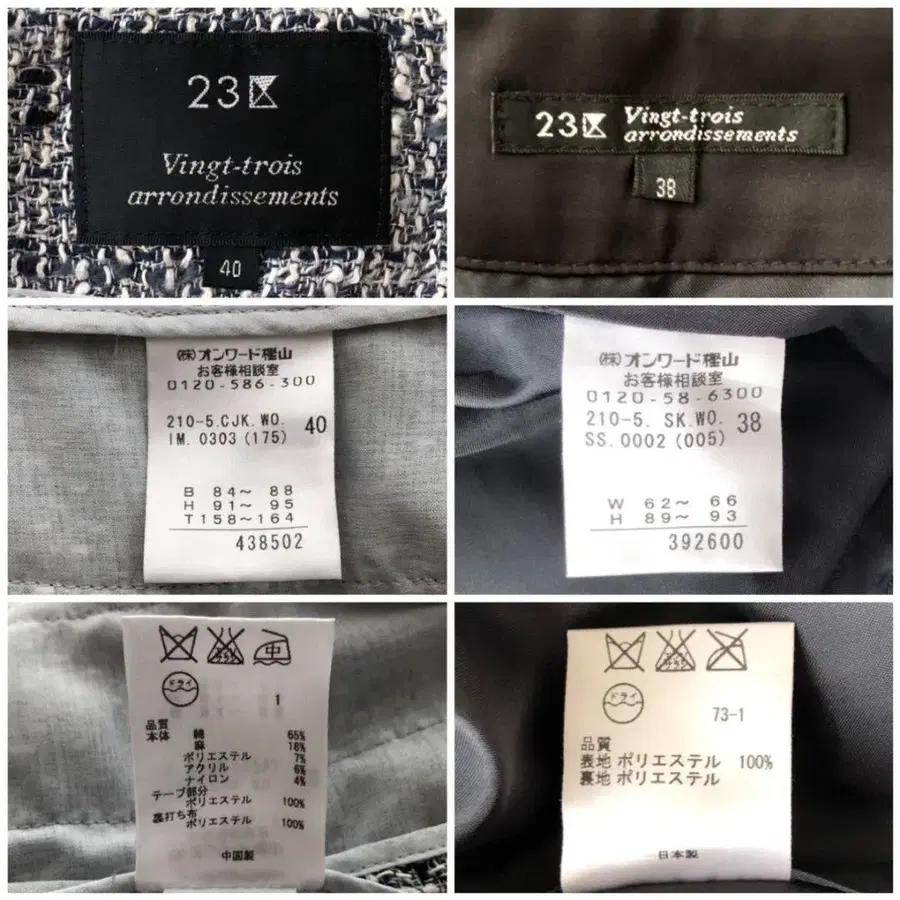 23区
Vingt-trois
arrondissements
40
23区 Vingt-trois
arrondissements
38
(株)オンワード樫山
お客様相談室
0120-586-300
210-5.CJK.WO.
IM.0303(175) 40
B 84〜 88
H 91〜 95
T158〜164
438502
(株)オンワード樫山
お客様相談室
0120-58-6300
210-5. SK.WO. 38
SS.0002(005)
W 62〜 66
H 89〜 93
392600
中
ドライ
1
品質
本体 綿 65%
麻 18%
ポリエステル 7%
アクリル 6%
ナイロン 4%
テープ部分
ポリエステル 100%
裏打ち布
ポリエステル 100%
中国製
ドライ
73-1
品質
表地 ポリエステル 100%
裏地 ポリエステル
日本製